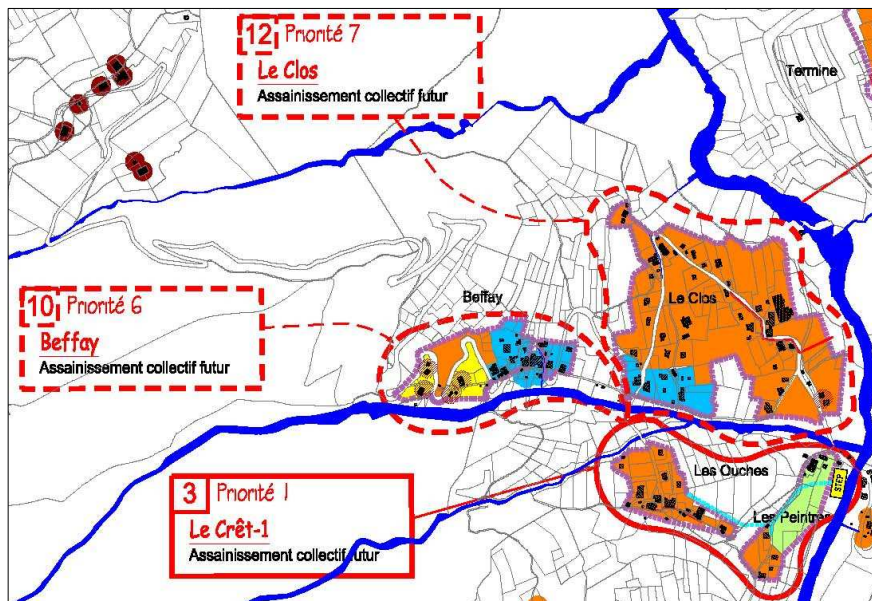 12 Priorité 7
Le Clos
Assainissement collectif futur
Termine
10 Priorité 6
Beffay
Assainissement collectif futur
Beffay
Le Clos
3 Priorité 1
Le Crêt-1
Assainissement collectif futur
Les Ouches
STEP
Les Peintres